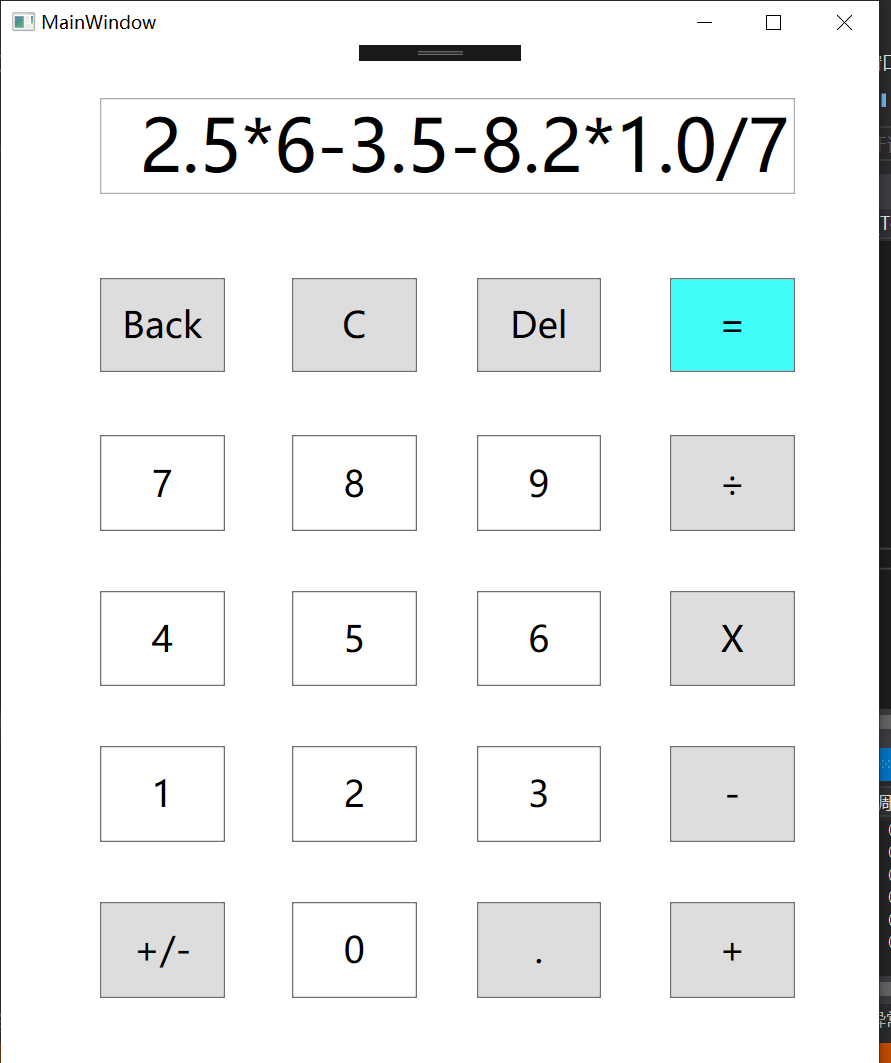 MainWindow
2.5*6-3.5-8.2*1.0/7
Back C Del =
7 8 9 ÷
4 5 6 X
1 2 3 -
+/- 0 . +